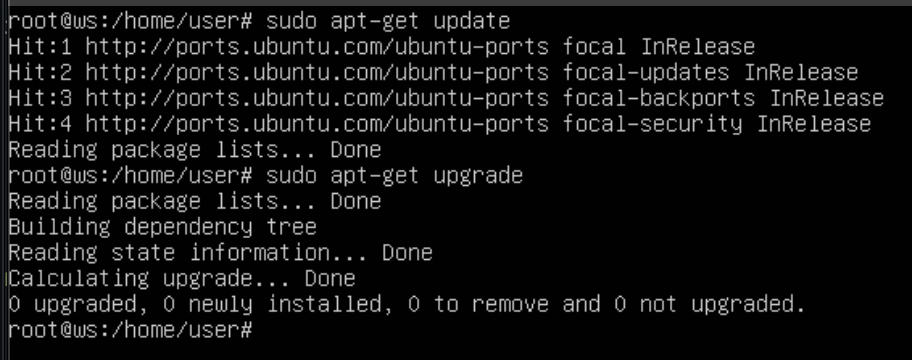 root@ws:/home/user# sudo apt-get update
Hit:1 http://ports.ubuntu.com/ubuntu-ports focal InRelease
Hit:2 http://ports.ubuntu.com/ubuntu-ports focal-updates InRelease
Hit:3 http://ports.ubuntu.com/ubuntu-ports focal-backports InRelease
Hit:4 http://ports.ubuntu.com/ubuntu-ports focal-security InRelease
Reading package lists... Done
root@ws:/home/user# sudo apt-get upgrade
Reading package lists... Done
Building dependency tree
Reading state information... Done
Calculating upgrade... Done
0 upgraded, 0 newly installed, 0 to remove and 0 not upgraded.
root@ws:/home/user#